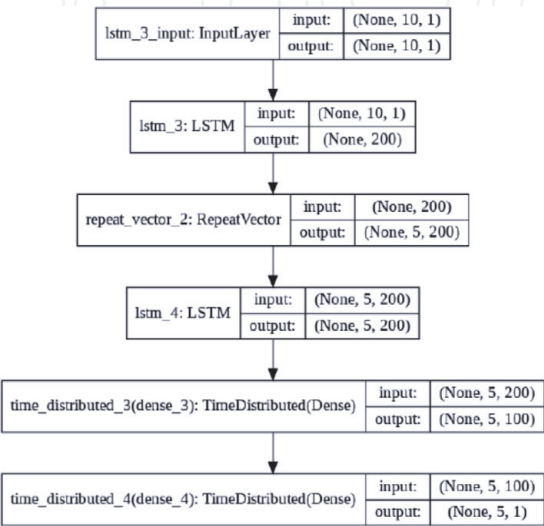 lstm_3_input: InputLayer
input: (None, 10, 1)
output: (None, 10, 1)
lstm_3: LSTM
input: (None, 10, 1)
output: (None, 200)
repeat_vector_2: RepeatVector
input: (None, 200)
output: (None, 5, 200)
lstm_4: LSTM
input: (None, 5, 200)
output: (None, 5, 200)
time_distributed_3(dense_3): TimeDistributed(Dense)
input: (None, 5, 200)
output: (None, 5, 100)
time_distributed_4(dense_4): TimeDistributed(Dense)
input: (None, 5, 100)
output: (None, 5, 1)